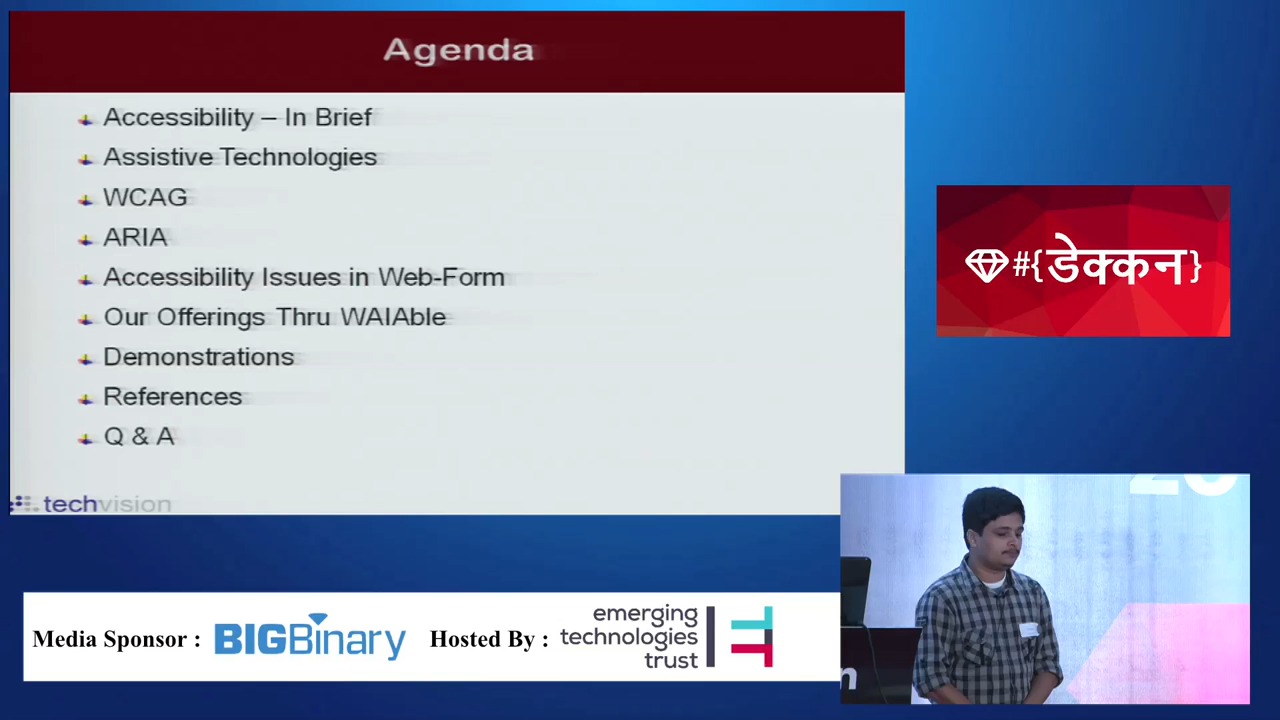 Agenda
Accessibility – In Brief
Assistive Technologies
WCAG
ARIA
Accessibility Issues in Web-Form
Our Offerings Thru WAIAble
Demonstrations
References
Q & A
techvision
#{डेक्कन}
20
n
Media Sponsor :
BIGBinary
Hosted By :
emerging
technologies
trust